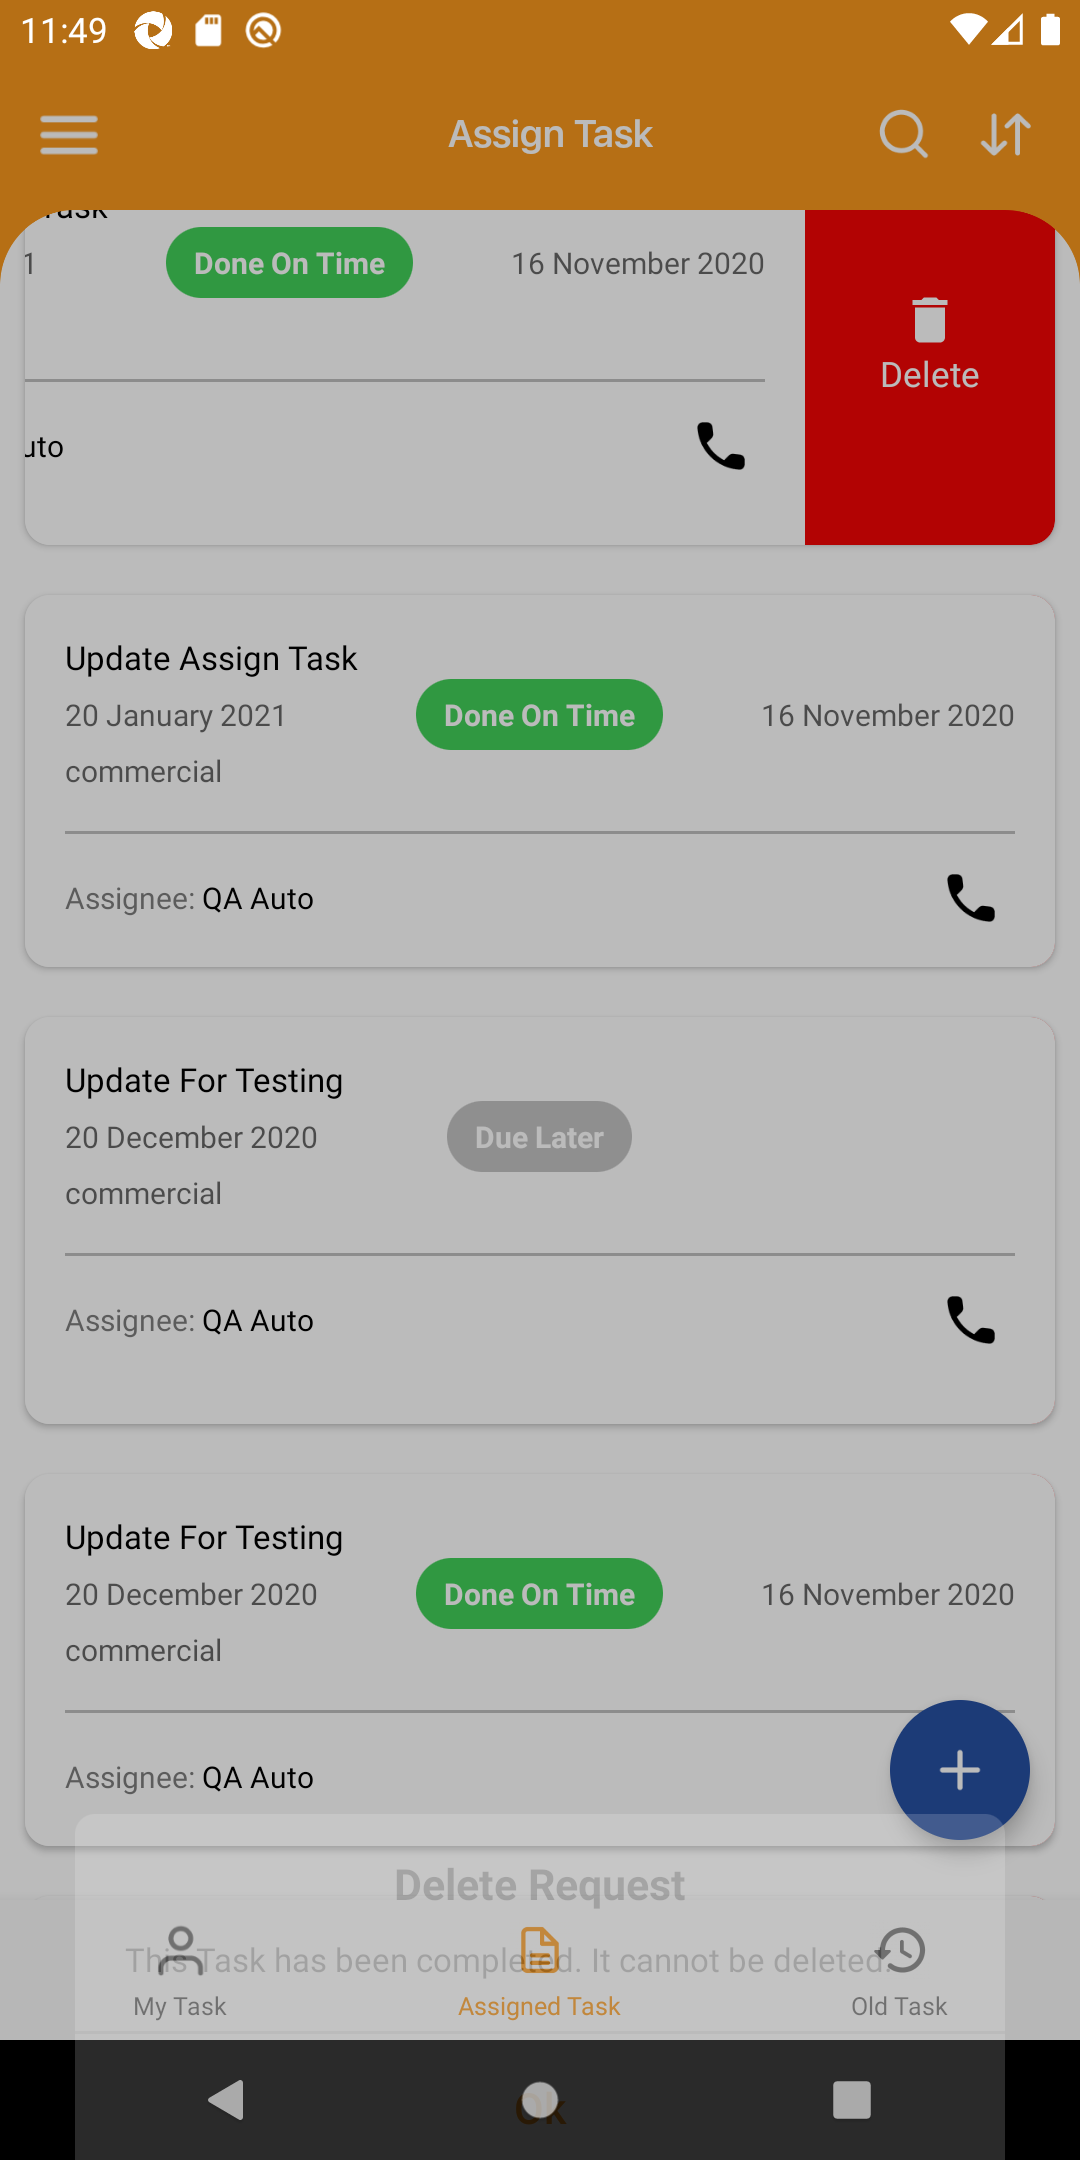 11:49
Assign Task
Task
1
Done On Time
16 November 2020
Delete
uto
Update Assign Task
20 January 2021
Done On Time
16 November 2020
commercial
Assignee: QA Auto
Update For Testing
20 December 2020
Due Later
commercial
Assignee: QA Auto
Update For Testing
20 December 2020
Done On Time
16 November 2020
commercial
Assignee: QA Auto
Delete Request
This Task has been completed. It cannot be deleted.
My Task
Assigned Task
Old Task
Ok